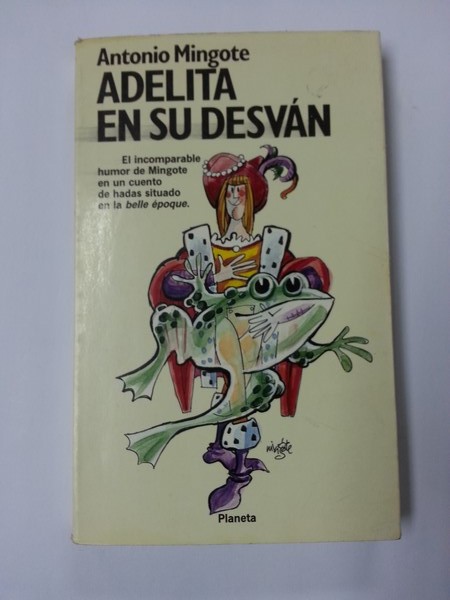 Antonio Mingote
ADELITA
EN SU DESVÁN
El incomparable
humor de Mingote
en un cuento
de hadas situado
en la belle époque.
mingote
Planeta